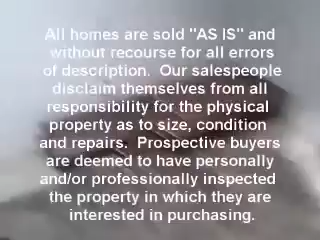 All homes are sold "AS IS" and
without recourse for all errors
of description. Our salespeople
disclaim themselves from all
responsibility for the physical
property as to size, condition
and repairs. Prospective buyers
are deemed to have personally
and/or professionally inspected
the property in which they are
interested in purchasing.